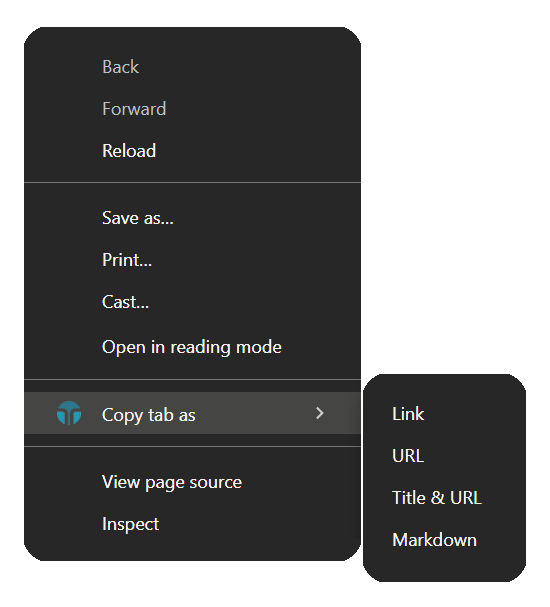 Back
Forward
Reload
Save as...
Print...
Cast...
Open in reading mode
Copy tab as
Link
URL
Title & URL
Markdown
View page source
Inspect